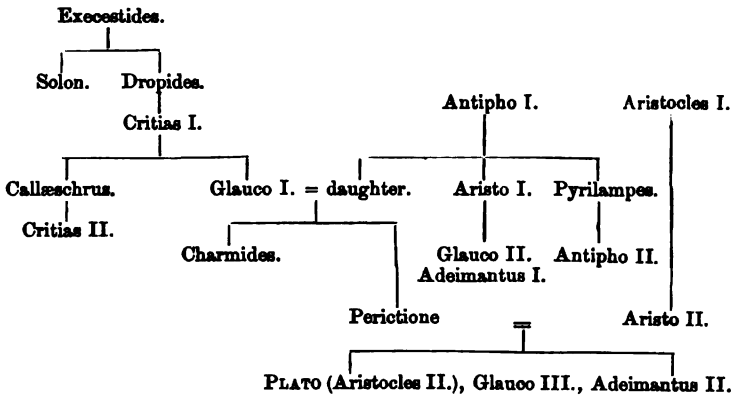 Execestides.
Solon. Dropides.
Antipho I. Aristocles I.
Critias I.
Callæschrus. Glauco I. = daughter. Aristo I. Pyrilampes.
Critias II.
Charmides. Glauco II. Antipho II.
Adeimantus I.
Perictione = Aristo II.
PLATO (Aristocles II.), Glauco III., Adeimantus II.